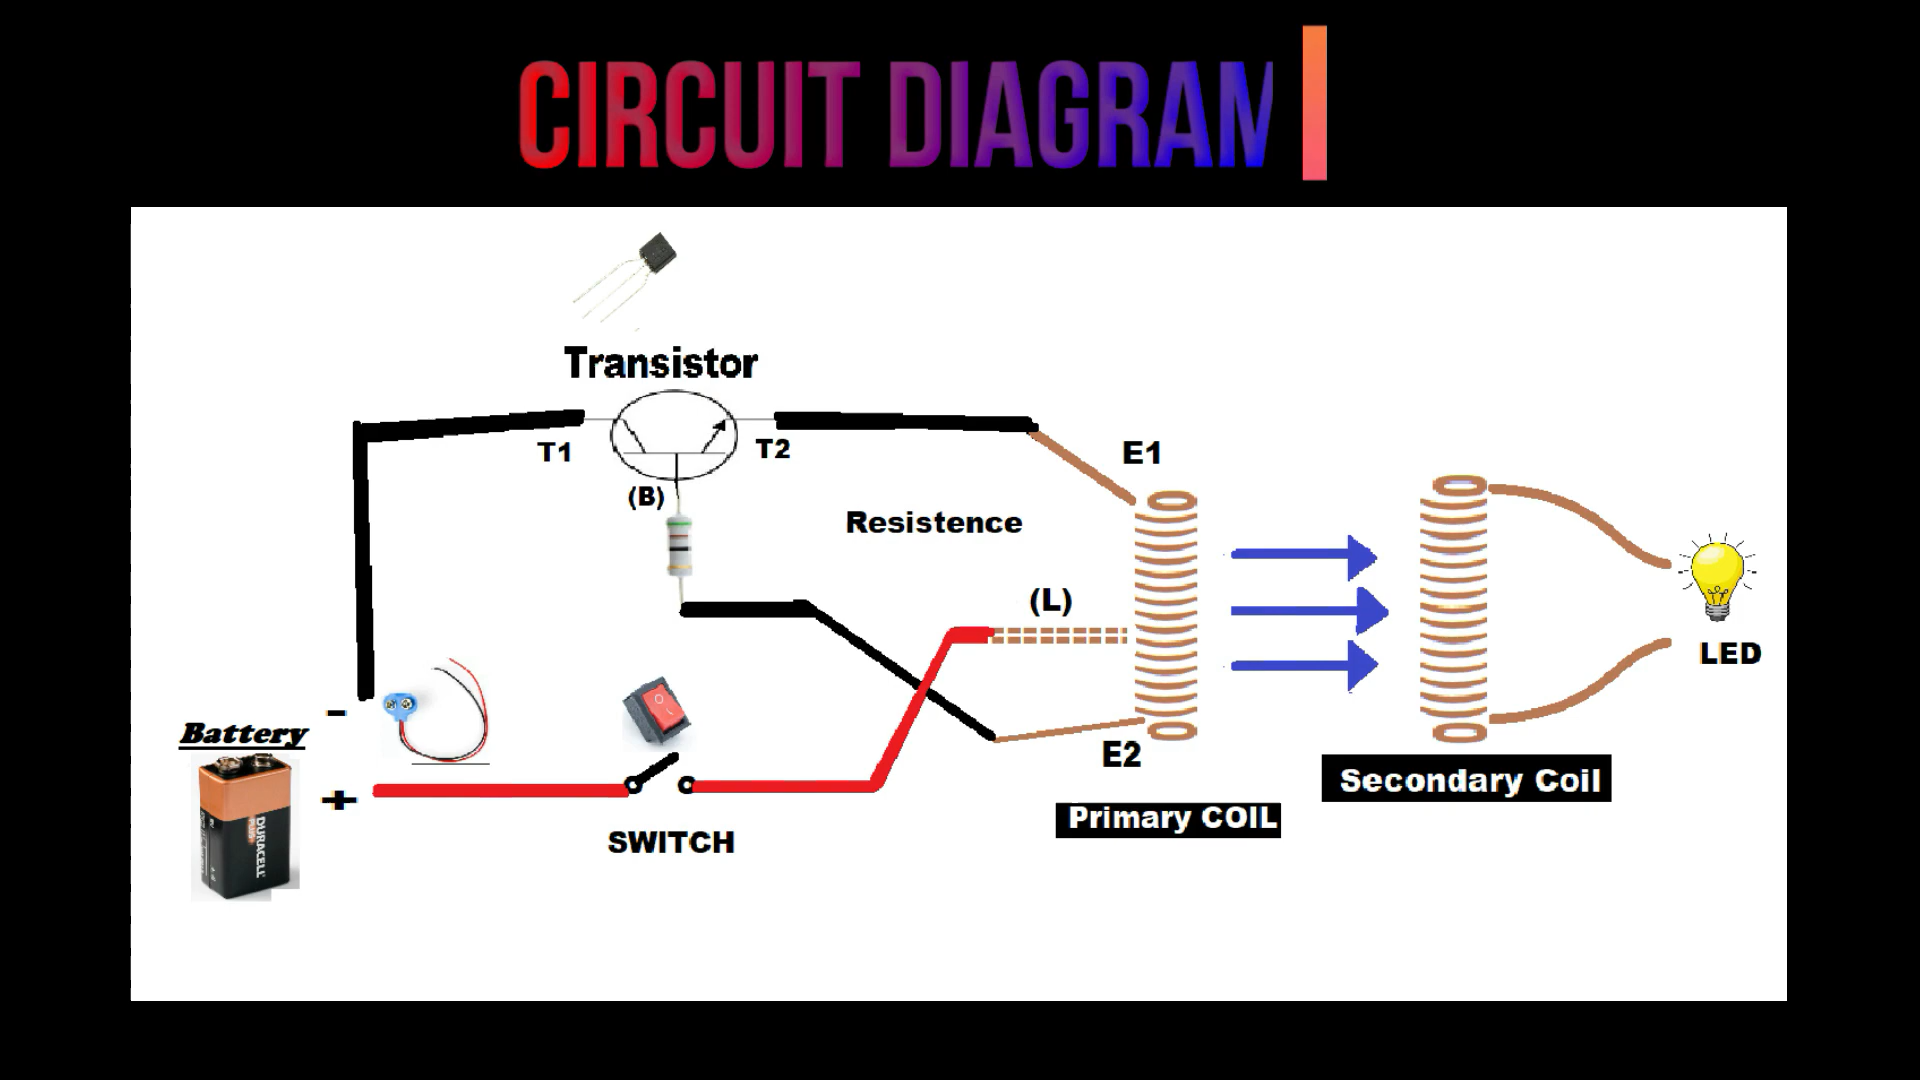 CIRCUIT DIAGRAM
Transistor
T1
T2
(B)
E1
Resistence
(L)
LED
-
Battery
+
DURACELL
E2
SWITCH
Primary COIL
Secondary Coil